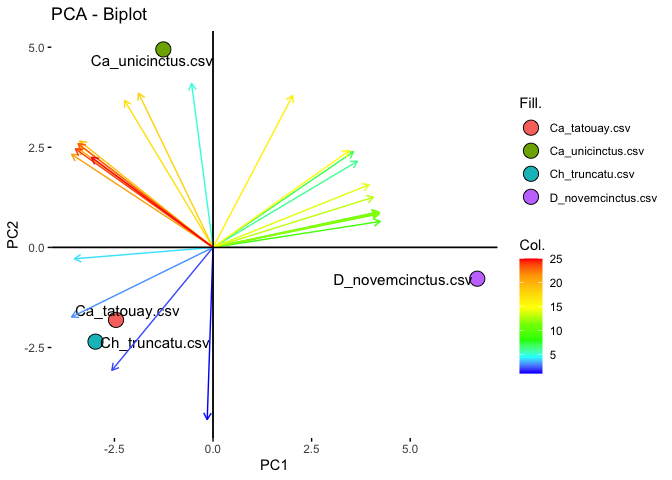 PCA - Biplot
5.0
2.5
0.0
-2.5
PC2
Ca_unicinctus.csv
D_novemcinctus.csv
Ca_tatouay.csv
Ch_truncatu.csv
-2.5
0.0
2.5
5.0
PC1
Fill.
Ca_tatouay.csv
Ca_unicinctus.csv
Ch_truncatu.csv
D_novemcinctus.csv
Col.
25
20
15
10
5